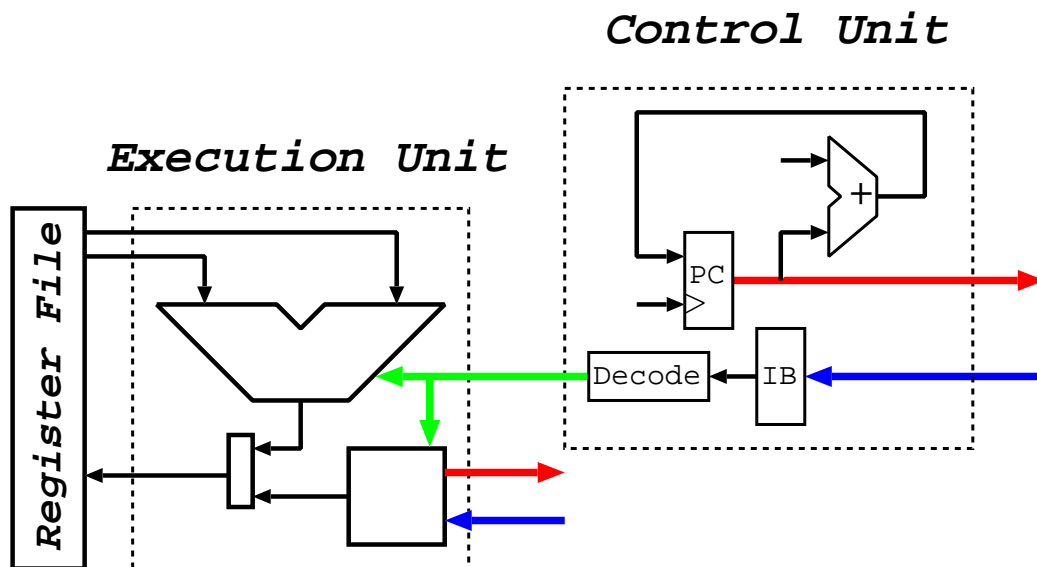 Control Unit
Execution Unit
Register File
+
PC
Decode
IB